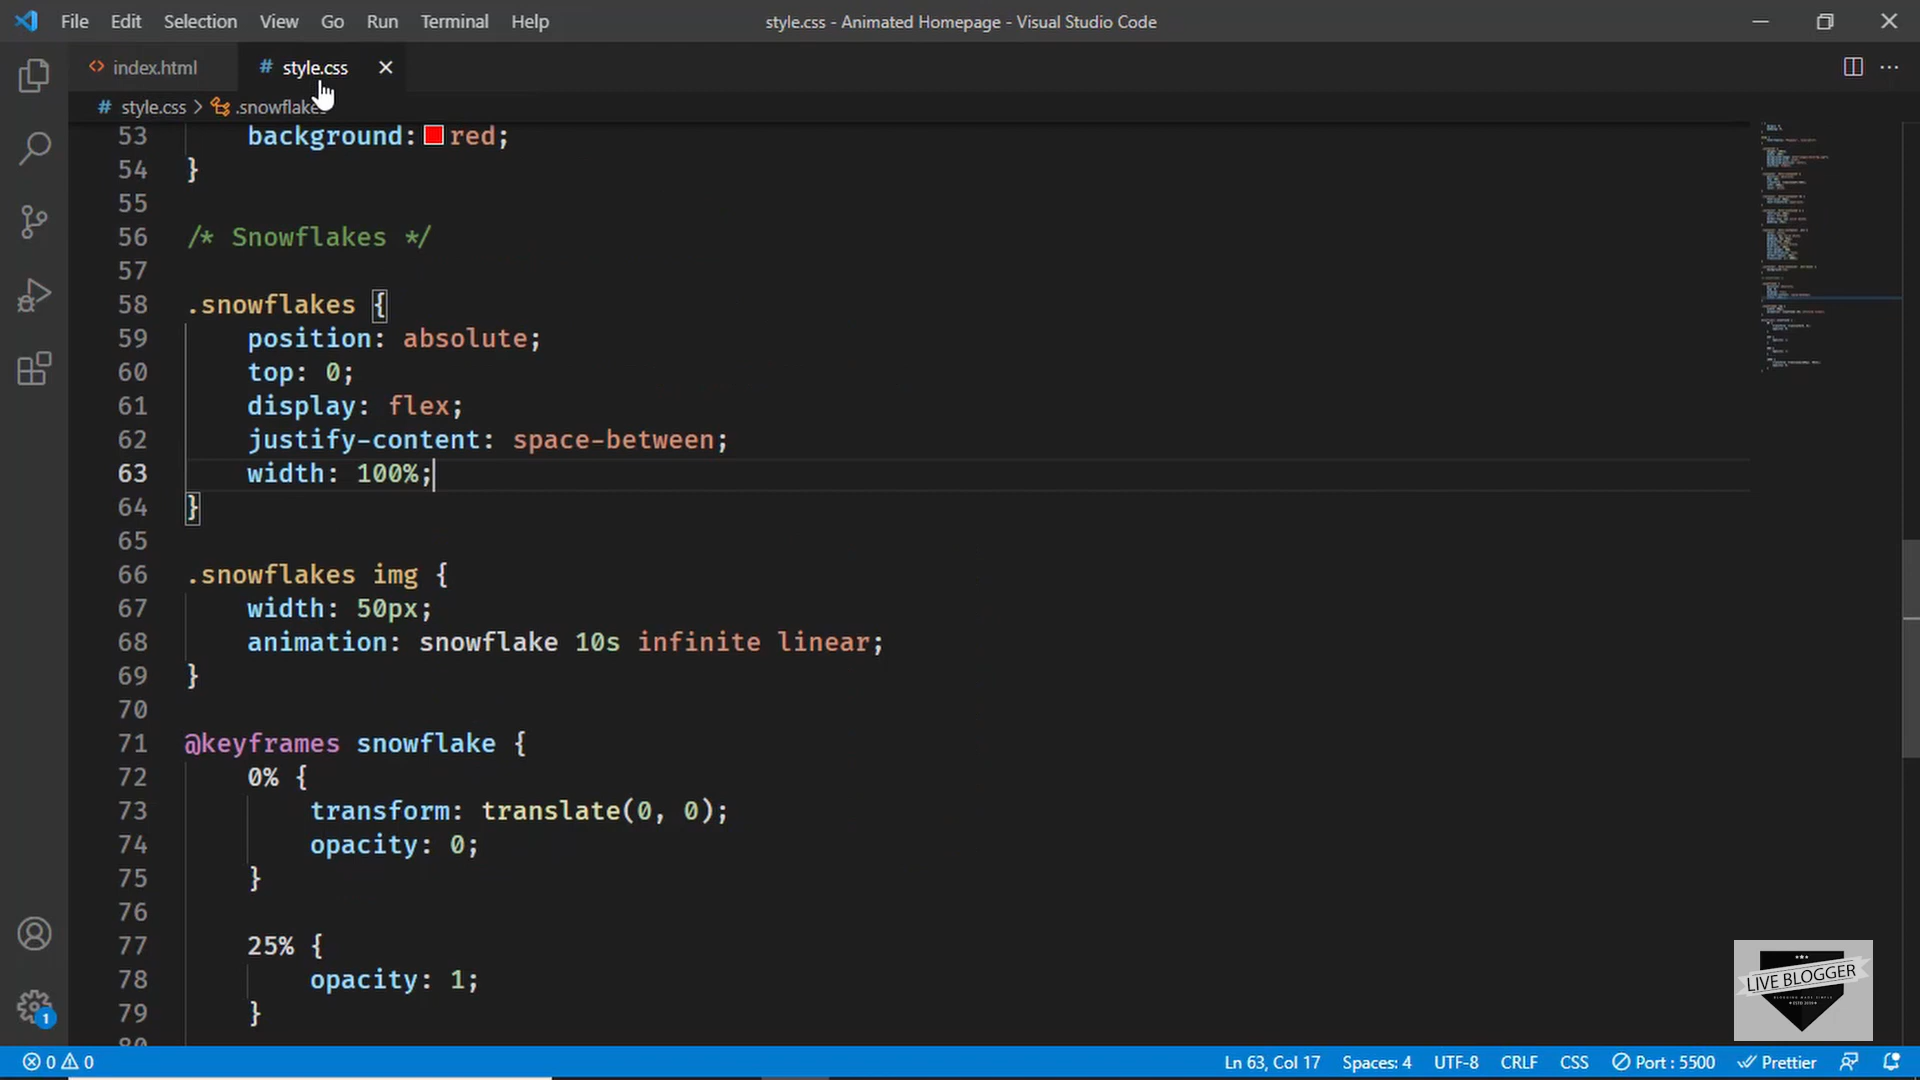 File Edit Selection View Go Run Terminal Help
style.css - Animated Homepage - Visual Studio Code
index.html
# style.css
# style.css > .snowflakes
53 background: red;
54 }
55
56 /* Snowflakes */
57
58 .snowflakes {
59 position: absolute;
60 top: 0;
61 display: flex;
62 justify-content: space-between;
63 width: 100%;
64 }
65
66 .snowflakes img {
67 width: 50px;
68 animation: snowflake 10s infinite linear;
69 }
70
71 @keyframes snowflake {
72 0% {
73 transform: translate(0, 0);
74 opacity: 0;
75 }
76
77 25% {
78 opacity: 1;
79 }
80
1
LIVE BLOGGER
BLOGGING MADE SIMPLE
0 0
Ln 63, Col 17 Spaces: 4 UTF-8 CRLF CSS Port : 5500 Prettier